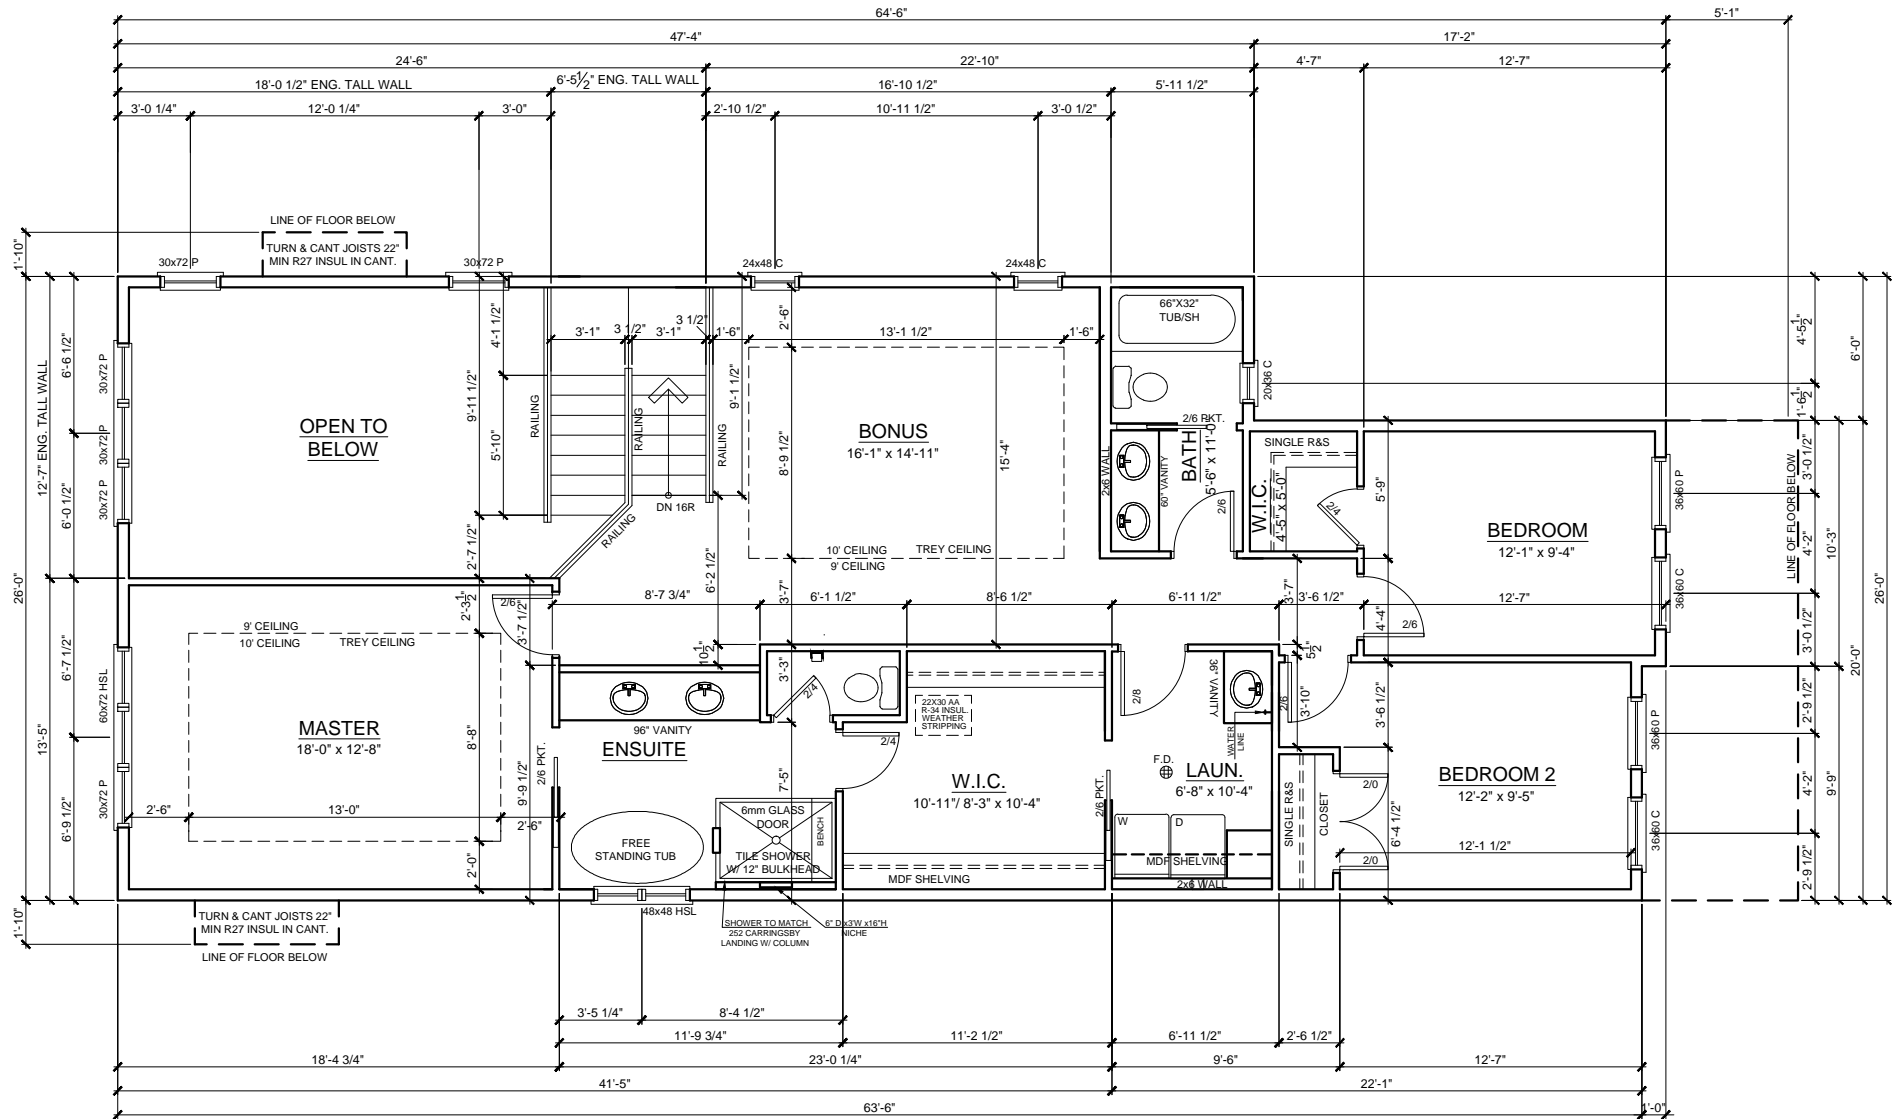 64'-6"
5'-1"
47'-4"
17'-2"
24'-6"
22'-10"
4'-7"
12'-7"
18'-0 1/2" ENG. TALL WALL
6'-5 1/2" ENG. TALL WALL
16'-10 1/2"
5'-11 1/2"
3'-0 1/4"
12'-0 1/4"
3'-0"
2'-10 1/2"
10'-11 1/2"
3'-0 1/2"
LINE OF FLOOR BELOW
TURN & CANT JOISTS 22"
MIN R27 INSUL IN CANT.
1'-10"
30x72 P
30x72 P
24x48 C
24x48 C
26'-0"
12'-7" ENG. TALL WALL
13'-5"
6'-6 1/2"
6'-0 1/2"
6'-7 1/2"
6'-9 1/2"
1'-10"
30x72 P
30x72 P
30x72 P
60x72 HSL
30x72 P
OPEN TO
BELOW
4'-1 1/2"
9'-11 1/2"
5'-10"
2'-7 1/2"
RAILING
RAILING
RAILING
RAILING
3'-1"
3 1/2"
3'-1"
3 1/2"
1'-6"
DN 16R
9'-1 1/2"
6'-2 1/2"
10 1/2"
2'-6"
13'-1 1/2"
1'-6"
8'-9 1/2"
15'-4"
3'-7"
BONUS
16'-1" x 14'-11"
10' CEILING
TREY CEILING
9' CEILING
66"X32"
TUB/SH
20x36 C
2/6 PKT.
2x6 WALL
60" VANITY
BATH
5'-6" x 11'-0"
2/6
SINGLE R&S
W.I.C.
4'-5" x 5'-0"
2/4
5'-9"
BEDROOM
12'-1" x 9'-4"
36x60 P
36x60 C
LINE OF FLOOR BELOW
4'-5 1/2"
1'-6 1/2"
3'-0 1/2"
4'-2"
3'-0 1/2"
2'-9 1/2"
4'-2"
2'-9 1/2"
6'-0"
10'-3"
9'-9"
20'-0"
26'-0"
8'-7 3/4"
6'-1 1/2"
8'-6 1/2"
6'-11 1/2"
3'-6 1/2"
12'-7"
3'-7"
4'-4"
5 1/2"
2/6
2'-3 1/2"
2/6
3'-7 1/2"
9' CEILING
10' CEILING
TREY CEILING
MASTER
18'-0" x 12'-8"
8'-8"
2'-6"
13'-0"
2'-6"
2'-0"
9'-9 1/2"
2/6 PKT.
96" VANITY
ENSUITE
3'-3"
2/4
2/4
7'-5"
FREE
STANDING TUB
6mm GLASS
DOOR
BENCH
TILE SHOWER
W/ 12" BULKHEAD
48x48 HSL
SHOWER TO MATCH
252 CARRINGSBY
LANDING W/ COLUMN
6" D x3'W x16"H
NICHE
22X30 AA
R-34 INSUL.
WEATHER
STRIPPING
W.I.C.
10'-11"/ 8'-3" x 10'-4"
MDF SHELVING
2/6 PKT.
2/8
36" VANITY
WATER
LINE
F.D.
LAUN.
6'-8" x 10'-4"
W
D
MDF SHELVING
2x6 WALL
2/6
3'-10"
3'-6 1/2"
SINGLE R&S
CLOSET
2/0
2/0
6'-4 1/2"
12'-1 1/2"
BEDROOM 2
12'-2" x 9'-5"
36x60 P
36x60 C
TURN & CANT JOISTS 22"
MIN R27 INSUL IN CANT.
LINE OF FLOOR BELOW
3'-5 1/4"
8'-4 1/2"
11'-9 3/4"
11'-2 1/2"
6'-11 1/2"
2'-6 1/2"
18'-4 3/4"
23'-0 1/4"
9'-6"
12'-7"
41'-5"
22'-1"
63'-6"
1'-0"